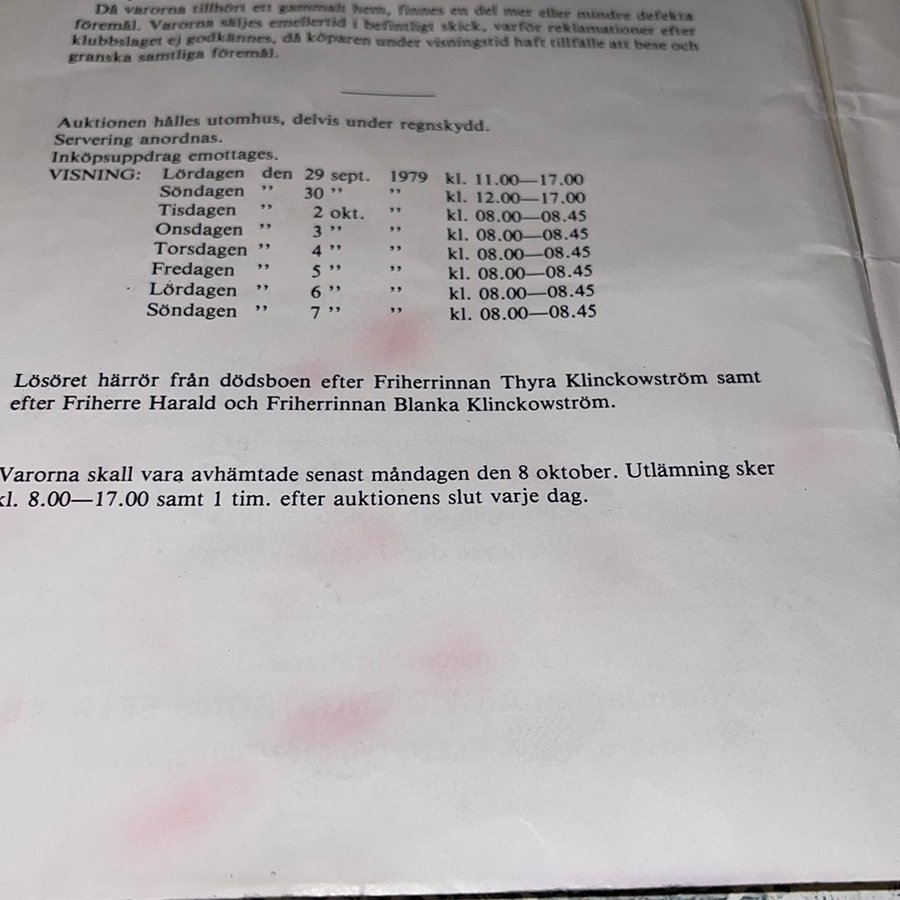 Då varorna tillhört ett gammalt hem, finnes en del mer eller mindre defekta
föremål. Varorna säljes emellertid i befintligt skick, varför reklamationer efter
klubbslaget ej godkännes, då köparen under visningstid haft tillfälle att bese och
granska samtliga föremål.
Auktionen hålles utomhus, delvis under regnskydd.
Servering anordnas.
Inköpsuppdrag emottages.
VISNING: Lördagen den 29 sept. 1979 kl. 11.00—17.00
Söndagen ” 30 ” ” kl. 12.00—17.00
Tisdagen ” 2 okt. ” kl. 08.00—08.45
Onsdagen ” 3 ” ” kl. 08.00—08.45
Torsdagen ” 4 ” ” kl. 08.00—08.45
Fredagen ” 5 ” ” kl. 08.00—08.45
Lördagen ” 6 ” ” kl. 08.00—08.45
Söndagen ” 7 ” ” kl. 08.00—08.45
Lösöret härrör från dödsboen efter Friherrinnan Thyra Klinckowström samt
efter Friherre Harald och Friherrinnan Blanka Klinckowström.
Varorna skall vara avhämtade senast måndagen den 8 oktober. Utlämning sker
kl. 8.00—17.00 samt 1 tim. efter auktionens slut varje dag.